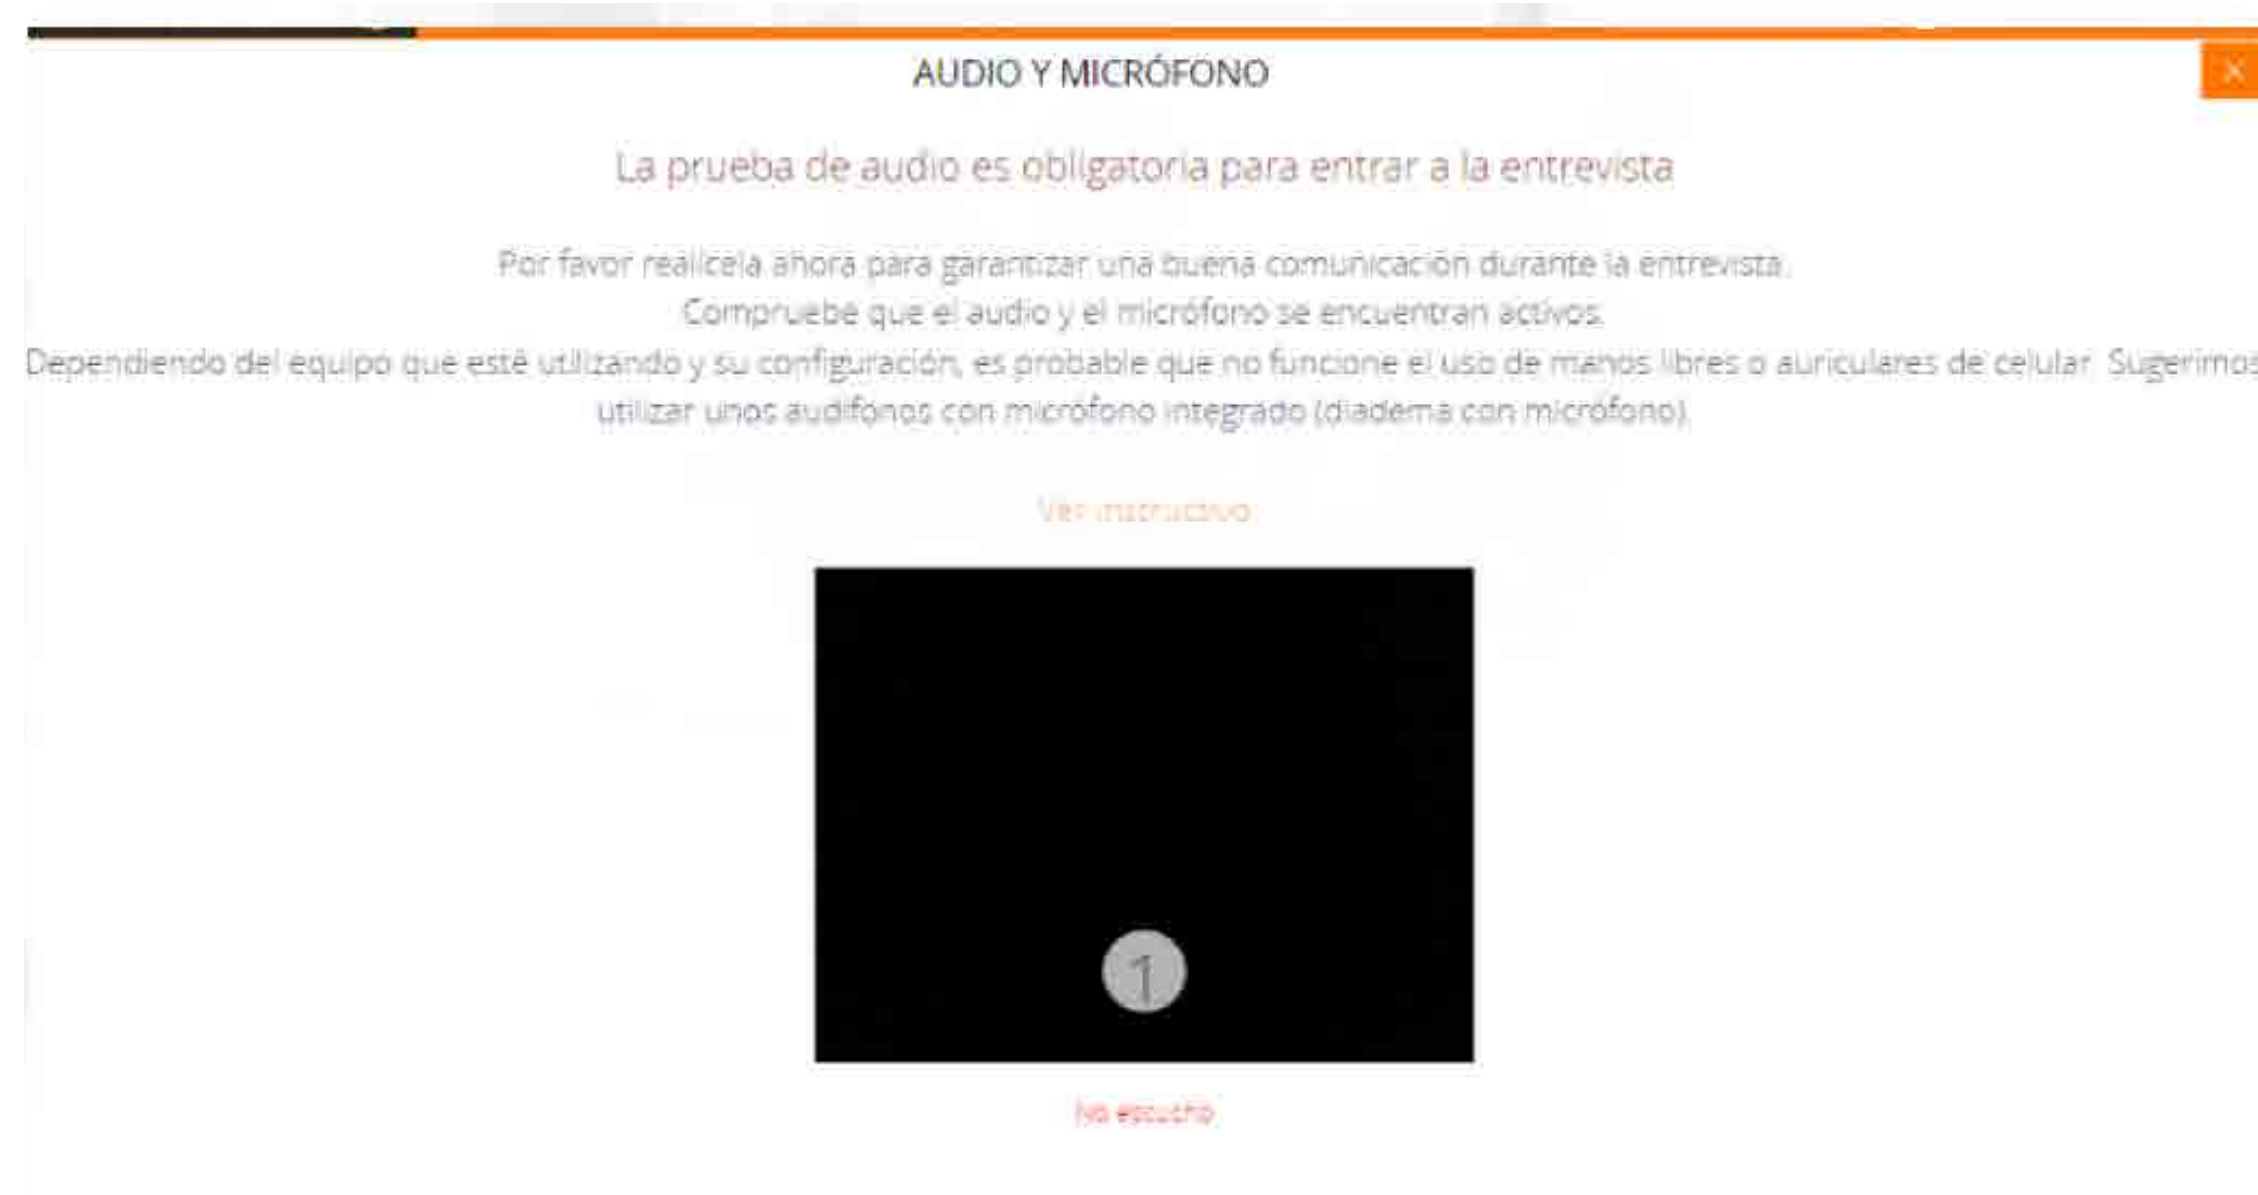 AUDIO Y MICRÓFONO
X
La prueba de audio es obligatoria para entrar a la entrevista
Por favor realícela ahora para garantizar una buena comunicación durante la entrevista.
Compruebe que el audio y el micrófono se encuentran activos.
Dependiendo del equipo que esté utilizando y su configuración, es probable que no funcione el uso de manos libres o auriculares de celular. Sugerimos
utilizar unos audífonos con micrófono integrado (diadema con micrófono).
Ver instructivo
1
No escucho